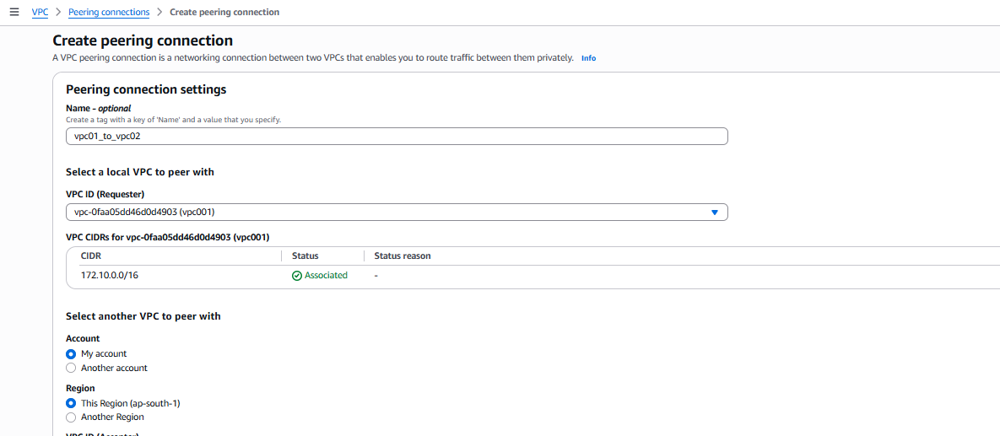 VPC > Peering connections > Create peering connection
Create peering connection
A VPC peering connection is a networking connection between two VPCs that enables you to route traffic between them privately. Info
Peering connection settings
Name - optional
Create a tag with a key of 'Name' and a value that you specify.
vpc01_to_vpc02
Select a local VPC to peer with
VPC ID (Requester)
vpc-0faa05dd46d0d4903 (vpc001)
VPC CIDRs for vpc-0faa05dd46d0d4903 (vpc001)
CIDR Status Status reason
172.10.0.0/16 Associated -
Select another VPC to peer with
Account
My account
Another account
Region
This Region (ap-south-1)
Another Region
VPC ID (Accepter)